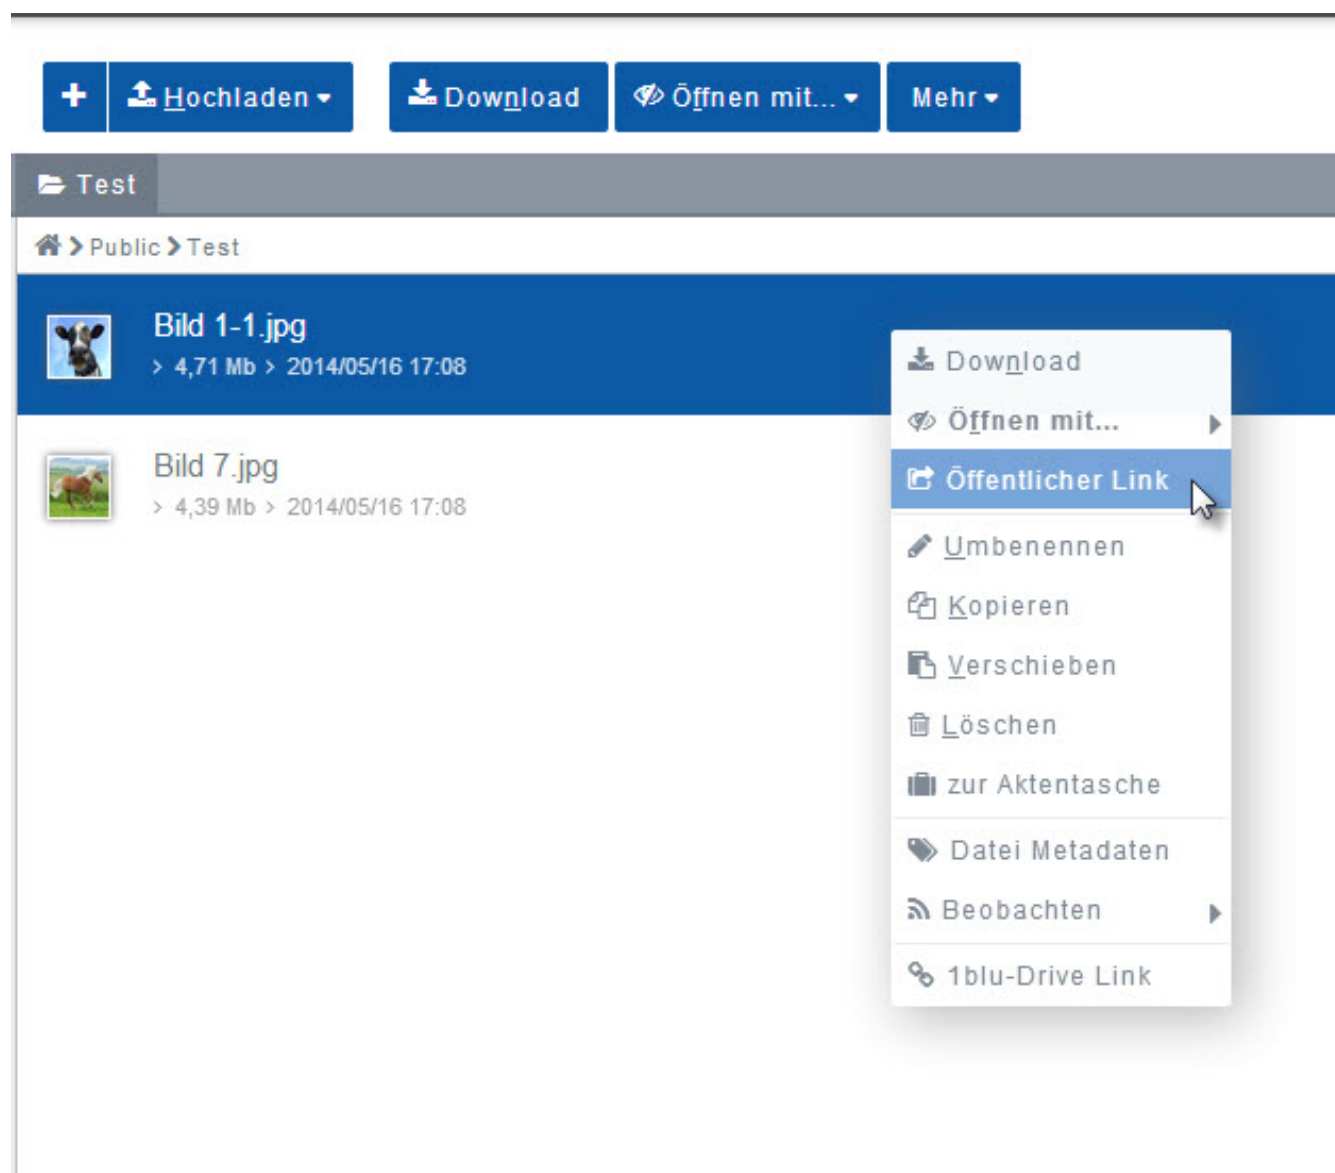 Hochladen
Download
Öffnen mit...
Mehr
Test
Public Test
Bild 1-1.jpg
> 4,71 Mb > 2014/05/16 17:08
Bild 7.jpg
> 4,39 Mb > 2014/05/16 17:08
Download
Öffnen mit...
Öffentlicher Link
Umbenennen
Kopieren
Verschieben
Löschen
zur Aktentasche
Datei Metadaten
Beobachten
1blu-Drive Link